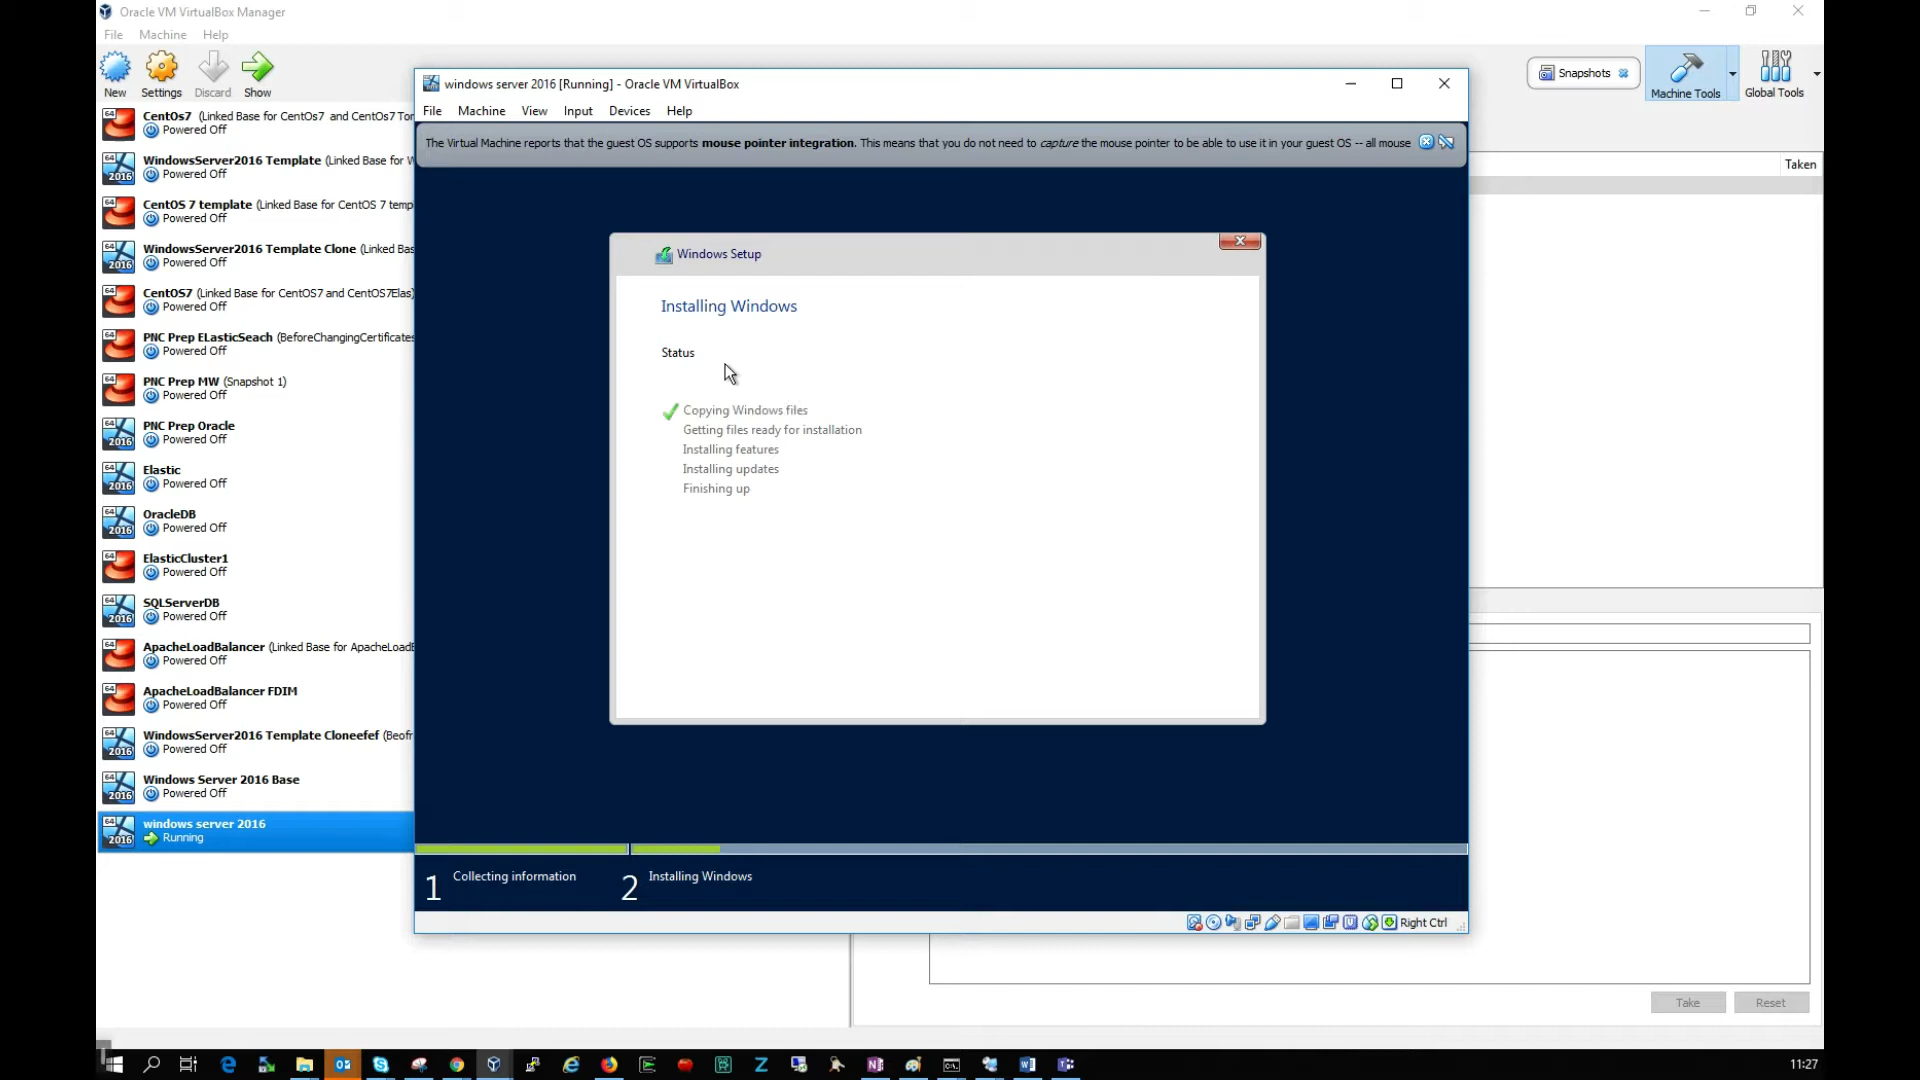 Oracle VM VirtualBox Manager
File Machine Help
New Settings Discard Show
Snapshots
Machine Tools
Global Tools
CentOs7 (Linked Base for CentOs7 and CentOs7 Tor
Powered Off
WindowsServer2016 Template (Linked Base for W
Powered Off
CentOS 7 template (Linked Base for CentOS 7 temp
Powered Off
WindowsServer2016 Template Clone (Linked Bas
Powered Off
CentOS7 (Linked Base for CentOS7 and CentOS7Elas)
Powered Off
PNC Prep ELasticSeach (BeforeChangingCertificates
Powered Off
PNC Prep MW (Snapshot 1)
Powered Off
PNC Prep Oracle
Powered Off
Elastic
Powered Off
OracleDB
Powered Off
ElasticCluster1
Powered Off
SQLServerDB
Powered Off
ApacheLoadBalancer (Linked Base for ApacheLoadB
Powered Off
ApacheLoadBalancer FDIM
Powered Off
WindowsServer2016 Template Cloneefef (Beofr
Powered Off
Windows Server 2016 Base
Powered Off
windows server 2016
Running
windows server 2016 [Running] - Oracle VM VirtualBox
File Machine View Input Devices Help
The Virtual Machine reports that the guest OS supports mouse pointer integration. This means that you do not need to capture the mouse pointer to be able to use it in your guest OS -- all mouse
Windows Setup
Installing Windows
Status
Copying Windows files
Getting files ready for installation
Installing features
Installing updates
Finishing up
1 Collecting information
2 Installing Windows
Right Ctrl
Taken
Take
Reset
11:27